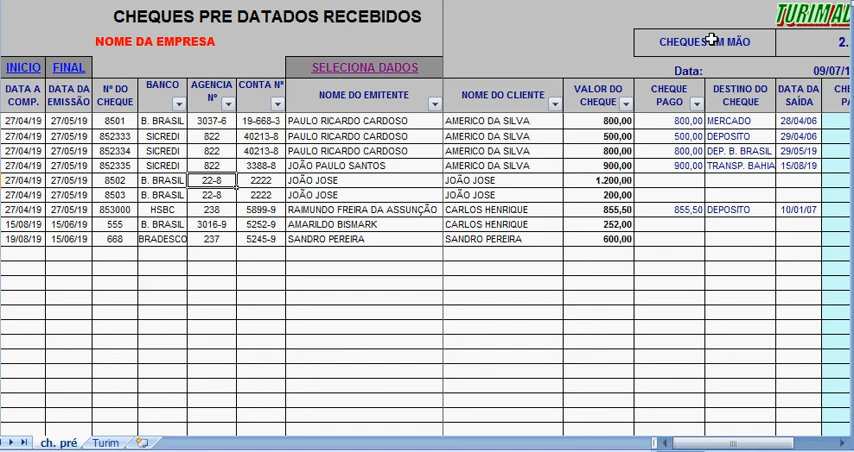 CHEQUES PRE DATADOS RECEBIDOS
TURIM AD
NOME DA EMPRESA
CHEQUES EM MÃO 2.
INICIO FINAL SELECIONA DADOS Data: 09/07/1
DATA A COMP. DATA DA EMISSÃO Nº DO CHEQUE BANCO AGENCIA Nº CONTA Nº NOME DO EMITENTE NOME DO CLIENTE VALOR DO CHEQUE CHEQUE PAGO DESTINO DO CHEQUE DATA DA SAÍDA CHE
27/04/19 27/05/19 8501 B. BRASIL 3037-6 19-668-3 PAULO RICARDO CARDOSO AMERICO DA SILVA 800,00 800,00 MERCADO 28/04/06
27/04/19 27/05/19 852333 SICREDI 822 40213-8 PAULO RICARDO CARDOSO AMERICO DA SILVA 500,00 500,00 DEPOSITO 29/04/06
27/04/19 27/05/19 852334 SICREDI 822 40213-8 PAULO RICARDO CARDOSO AMERICO DA SILVA 800,00 800,00 DEP. B. BRASIL 29/05/19
27/04/19 27/05/19 852335 SICREDI 822 3388-8 JOÃO PAULO SANTOS AMERICO DA SILVA 900,00 900,00 TRANSP. BAHIA 15/08/19
27/04/19 27/05/19 8502 B. BRASIL 22-8 2222 JOÃO JOSE JOÃO JOSE 1.200,00
27/04/19 27/05/19 8503 B. BRASIL 22-8 2222 JOÃO JOSE JOÃO JOSE 200,00
27/04/19 27/05/19 853000 HSBC 238 5899-9 RAIMUNDO FREIRA DA ASSUNÇÃO CARLOS HENRIQUE 855,50 855,50 DEPOSITO 10/01/07
15/08/19 15/06/19 555 B. BRASIL 3016-9 5245-9 AMARILDO BISMARK CARLOS HENRIQUE 252,00
19/08/19 15/06/19 668 BRADESCO 237 5245-9 SANDRO PEREIRA SANDRO PEREIRA 600,00
ch. pré Turim